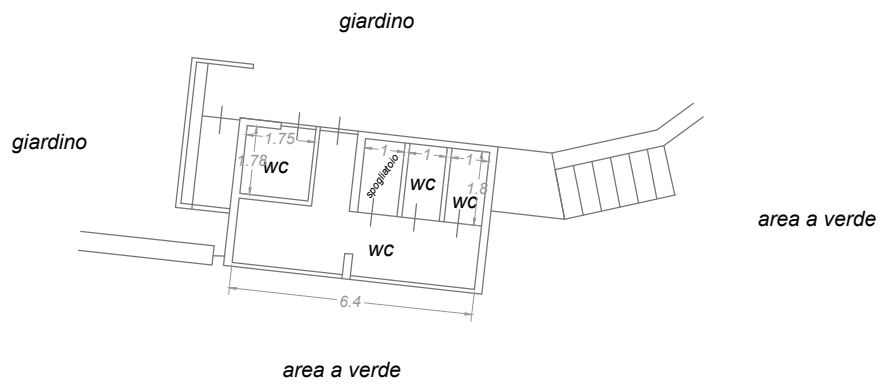 giardino
giardino
1.75
1.78
wc
1
1
1
spogliatoio
wc
1.8
wc
wc
area a verde
6.4
area a verde